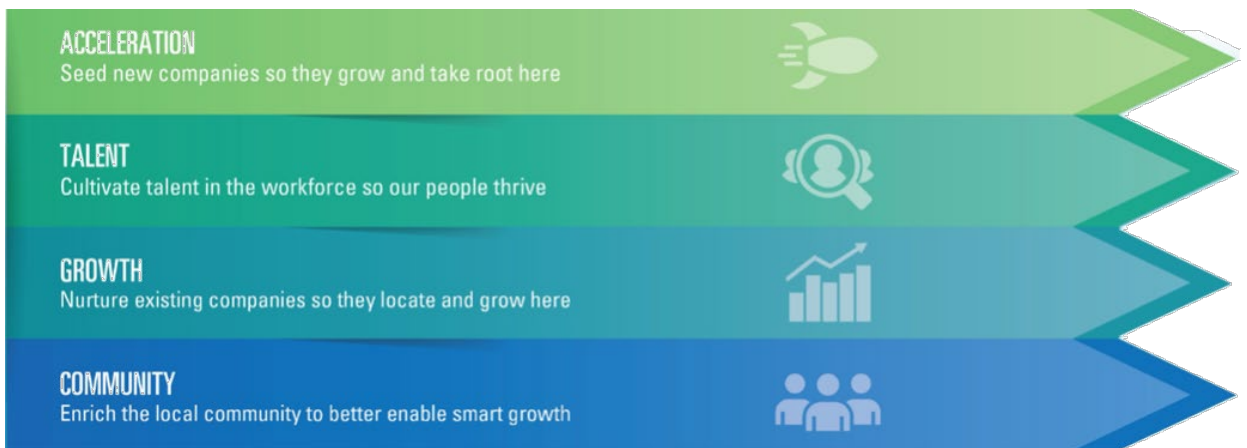 ACCELERATION
Seed new companies so they grow and take root here
TALENT
Cultivate talent in the workforce so our people thrive
GROWTH
Nurture existing companies so they locate and grow here
COMMUNITY
Enrich the local community to better enable smart growth